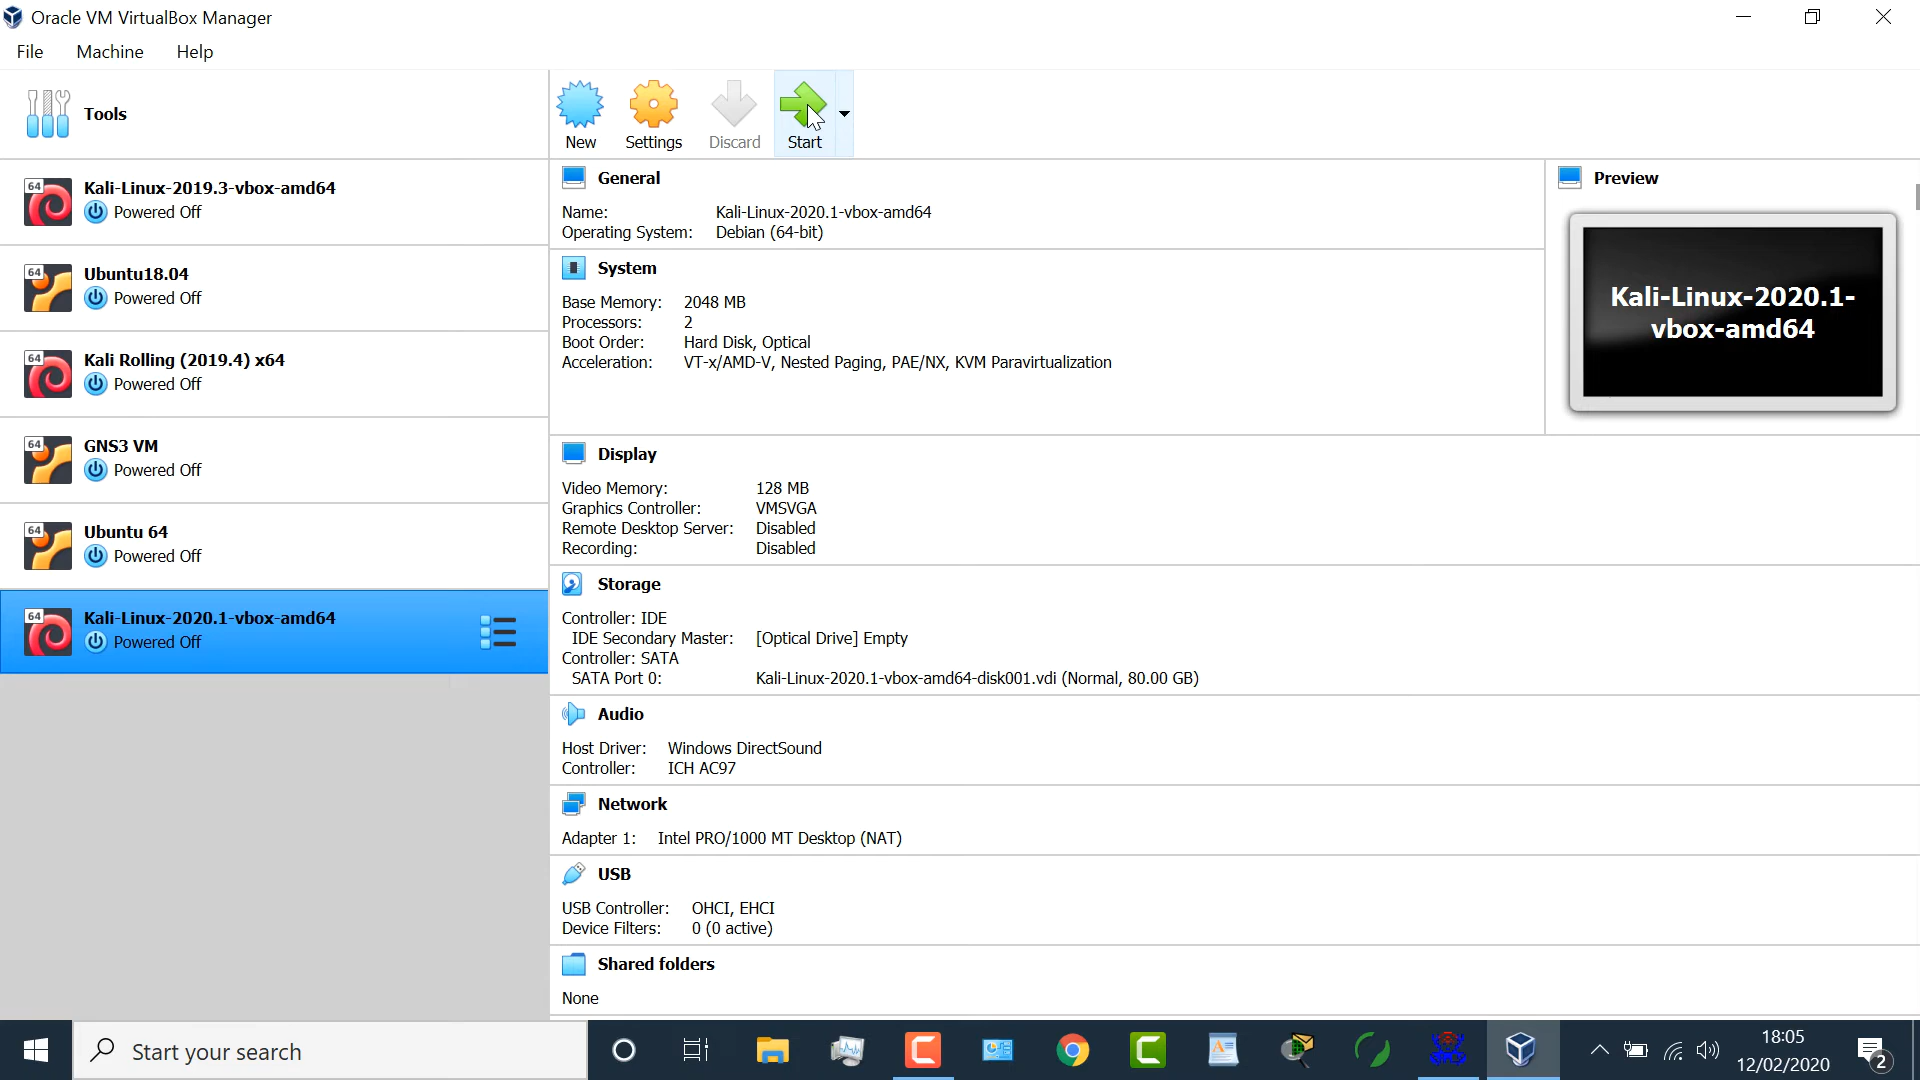 Oracle VM VirtualBox Manager
File Machine Help
Tools
New Settings Discard Start
64 Kali-Linux-2019.3-vbox-amd64
Powered Off
64 Ubuntu18.04
Powered Off
64 Kali Rolling (2019.4) x64
Powered Off
64 GNS3 VM
Powered Off
64 Ubuntu 64
Powered Off
64 Kali-Linux-2020.1-vbox-amd64
Powered Off
General
Name: Kali-Linux-2020.1-vbox-amd64
Operating System: Debian (64-bit)
System
Base Memory: 2048 MB
Processors: 2
Boot Order: Hard Disk, Optical
Acceleration: VT-x/AMD-V, Nested Paging, PAE/NX, KVM Paravirtualization
Preview
Kali-Linux-2020.1-
vbox-amd64
Display
Video Memory: 128 MB
Graphics Controller: VMSVGA
Remote Desktop Server: Disabled
Recording: Disabled
Storage
Controller: IDE
IDE Secondary Master: [Optical Drive] Empty
Controller: SATA
SATA Port 0: Kali-Linux-2020.1-vbox-amd64-disk001.vdi (Normal, 80.00 GB)
Audio
Host Driver: Windows DirectSound
Controller: ICH AC97
Network
Adapter 1: Intel PRO/1000 MT Desktop (NAT)
USB
USB Controller: OHCI, EHCI
Device Filters: 0 (0 active)
Shared folders
None
Start your search
18:05
12/02/2020
2